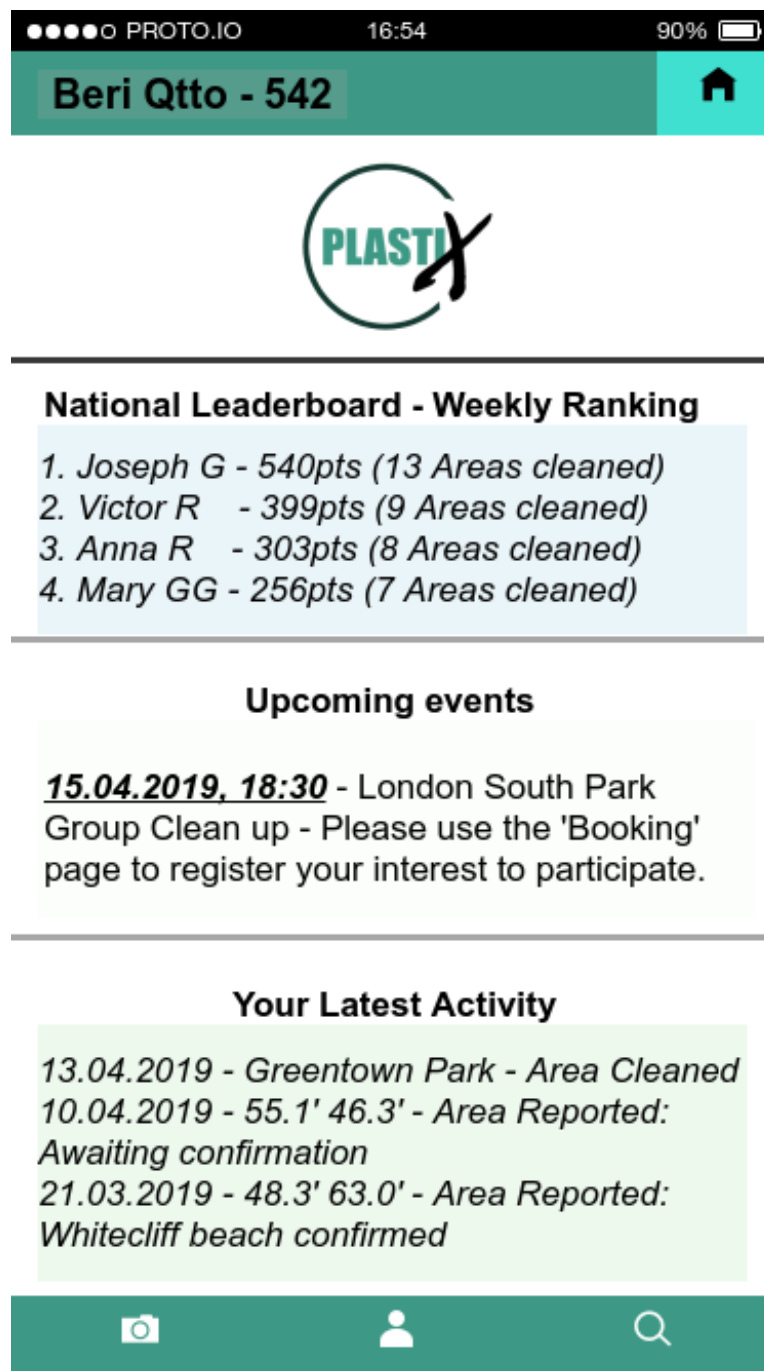 PROTO.IO 16:54 90%
Beri Qtto - 542
PLASTIX
National Leaderboard - Weekly Ranking
1. Joseph G - 540pts (13 Areas cleaned)
2. Victor R - 399pts (9 Areas cleaned)
3. Anna R - 303pts (8 Areas cleaned)
4. Mary GG - 256pts (7 Areas cleaned)
Upcoming events
15.04.2019, 18:30 - London South Park
Group Clean up - Please use the 'Booking'
page to register your interest to participate.
Your Latest Activity
13.04.2019 - Greentown Park - Area Cleaned
10.04.2019 - 55.1' 46.3' - Area Reported:
Awaiting confirmation
21.03.2019 - 48.3' 63.0' - Area Reported:
Whitecliff beach confirmed